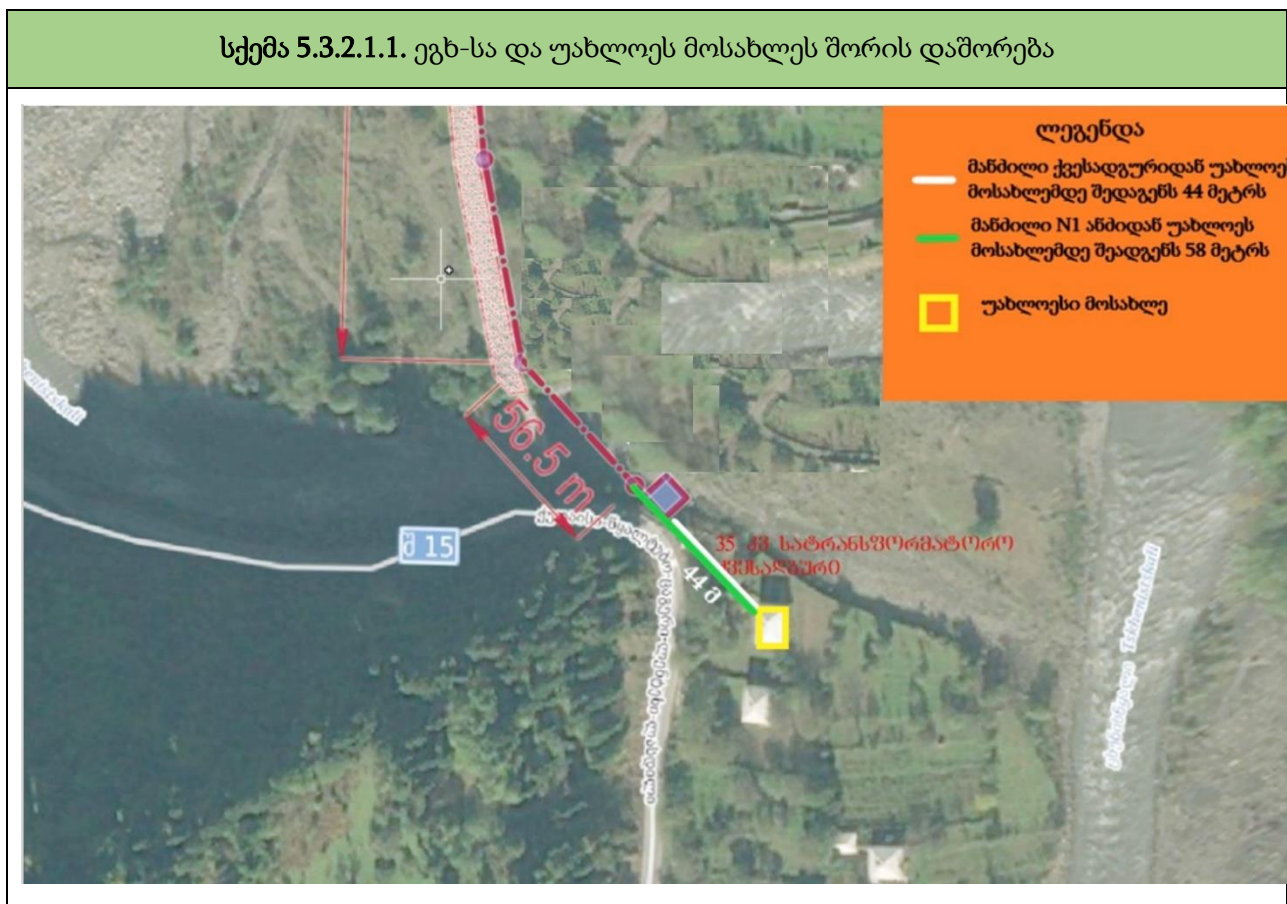 სქემა 5.3.2.1.1. ეგხ-სა და უახლოეს მოსახლეს შორის დაშორება
ლეგენდა
მანძილი ქვესადგურიდან უახლოეს
მოსახლემდე შედაგენს 44 მეტრს
მანძილი N1 ანძიდან უახლოეს
მოსახლემდე შეადგენს 58 მეტრს
უახლოესი მოსახლე
56.5 m
შ 15
35 კვ სატრანსფორმატორო
ქვესადგური
44 მ
ცხენისწყალი Tskhenistskali